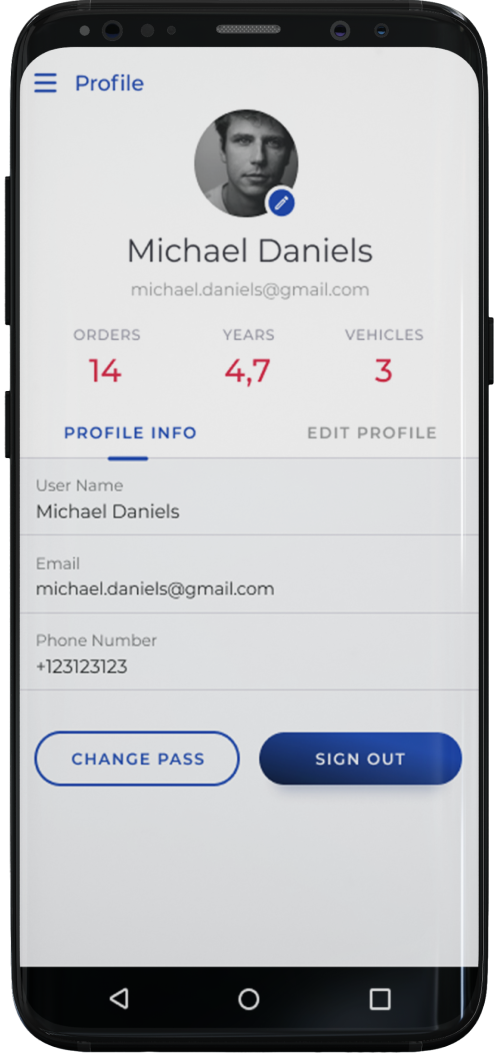 Profile
Michael Daniels
michael.daniels@gmail.com
ORDERS YEARS VEHICLES
14 4,7 3
PROFILE INFO EDIT PROFILE
User Name
Michael Daniels
Email
michael.daniels@gmail.com
Phone Number
+123123123
CHANGE PASS SIGN OUT